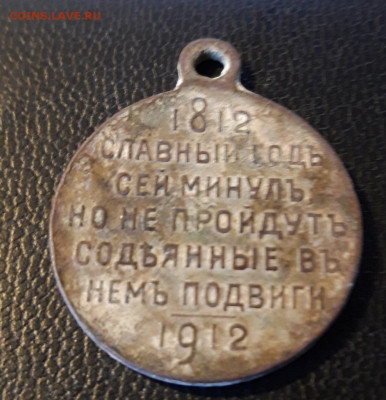 COINS.LAVE.RU
1812
СЛАВНЫЙ ГОДЪ
СЕЙ МИНУЛЪ,
НО НЕ ПРОЙДУТЪ
СОДѢЯННЫЕ ВЪ
НЕМЪ ПОДВИГИ
1912